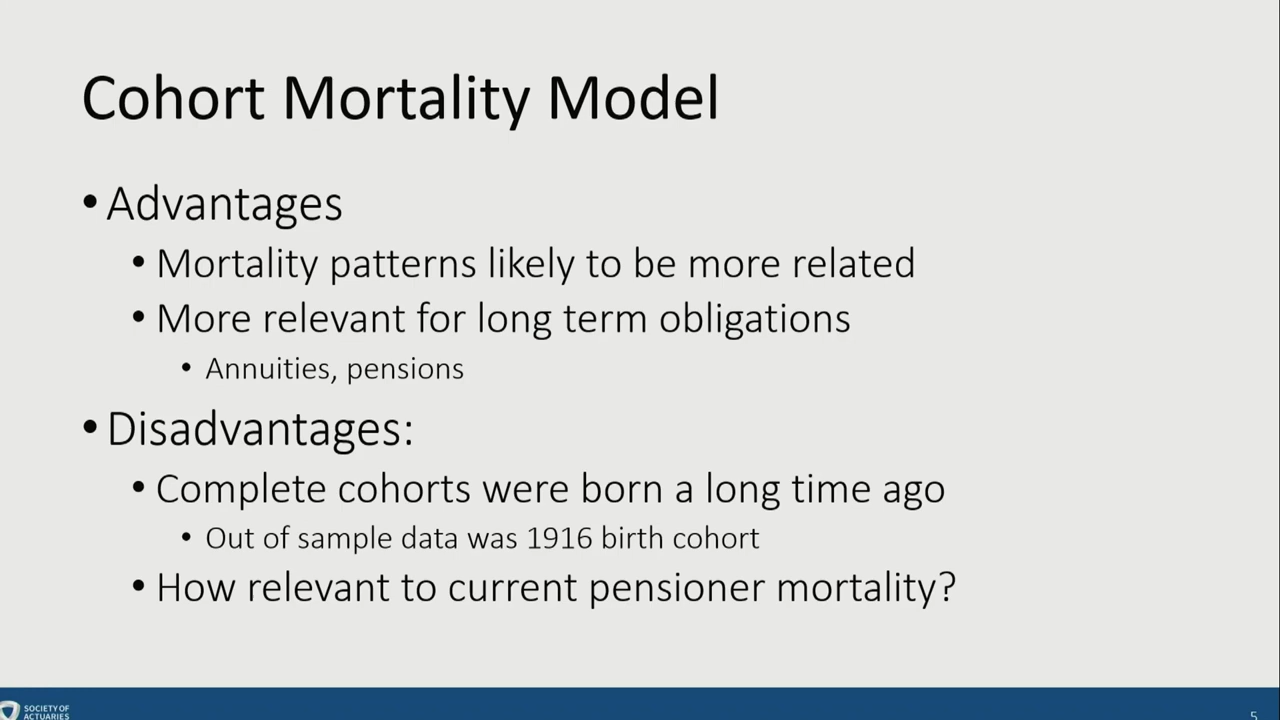 Cohort Mortality Model
• Advantages
• Mortality patterns likely to be more related
• More relevant for long term obligations
• Annuities, pensions
• Disadvantages:
• Complete cohorts were born a long time ago
• Out of sample data was 1916 birth cohort
• How relevant to current pensioner mortality?
SOCIETY OF
ACTUARIES
5